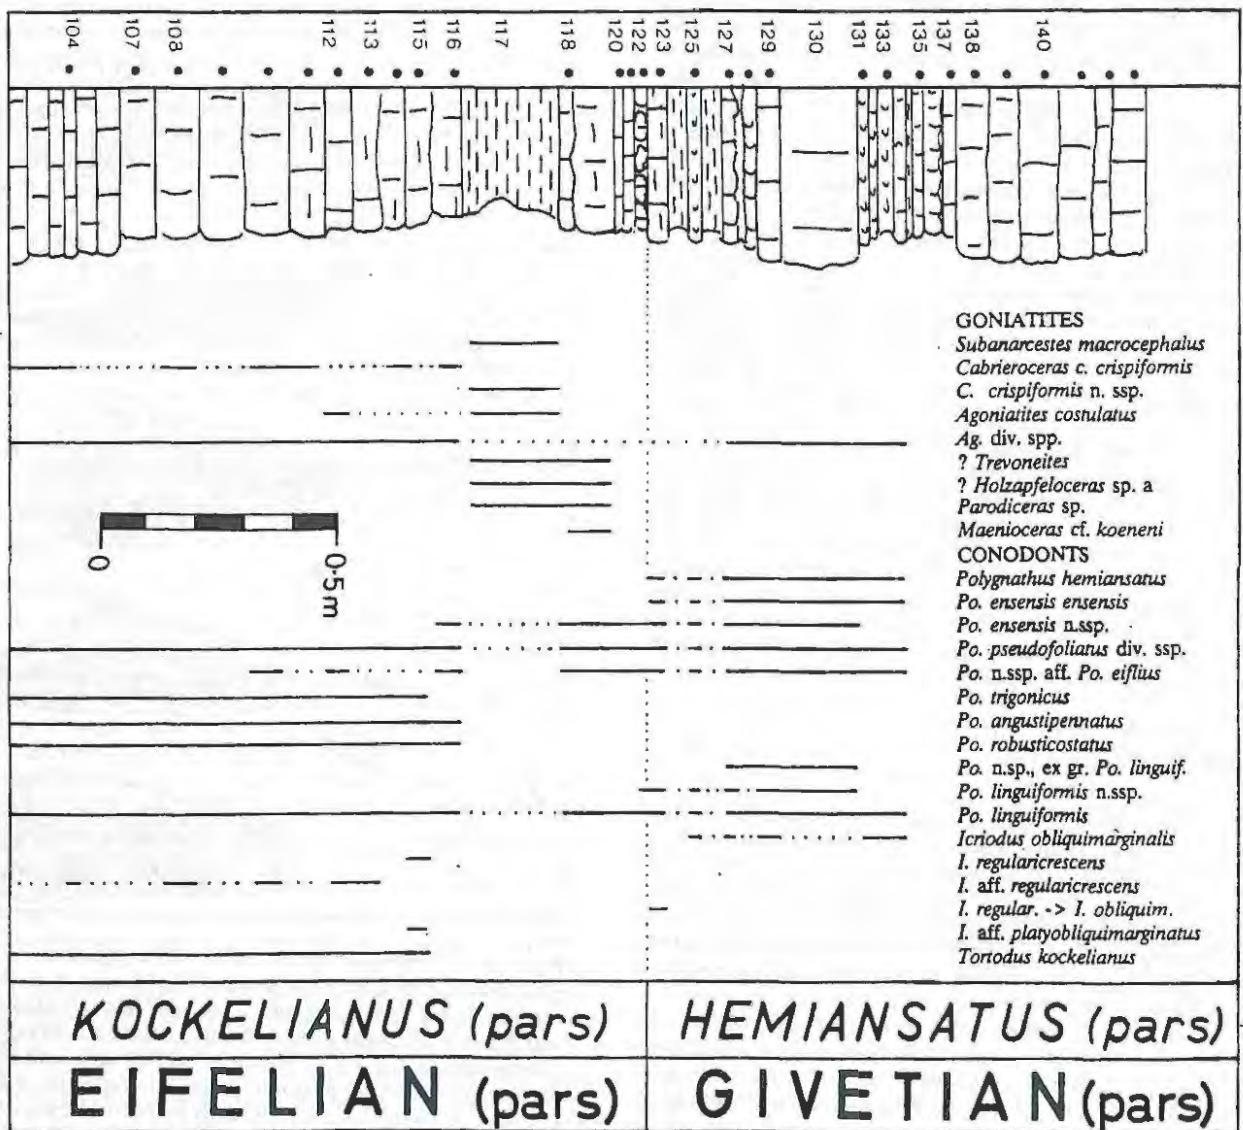 104 107 108 112 113 115 116 117 118 120 122 123 125 127 129 130 131 133 135 137 138 140
GONIATITES
Subanarcestes macrocephalus
Cabrieroceras c. crispiformis
C. crispiformis n. ssp.
Agoniatites costulatus
Ag. div. spp.
? Trevoneites
? Holzapfeloceras sp. a
Parodiceras sp.
Maenioceras cf. koeneni
0 0·5 m
CONODONTS
Polygnathus hemiansatus
Po. ensensis ensensis
Po. ensensis n.ssp.
Po. pseudofoliatus div. ssp.
Po. n.ssp. aff. Po. eiflius
Po. trigonicus
Po. angustipennatus
Po. robusticostatus
Po. n.sp., ex gr. Po. linguif.
Po. linguiformis n.ssp.
Po. linguiformis
Icriodus obliquimarginalis
I. regularicrescens
I. aff. regularicrescens
I. regular. -> I. obliquim.
I. aff. platyobliquimarginatus
Tortodus kockelianus
KOCKELIANUS (pars) HEMIANSATUS (pars)
EIFELIAN (pars) GIVETIAN (pars)